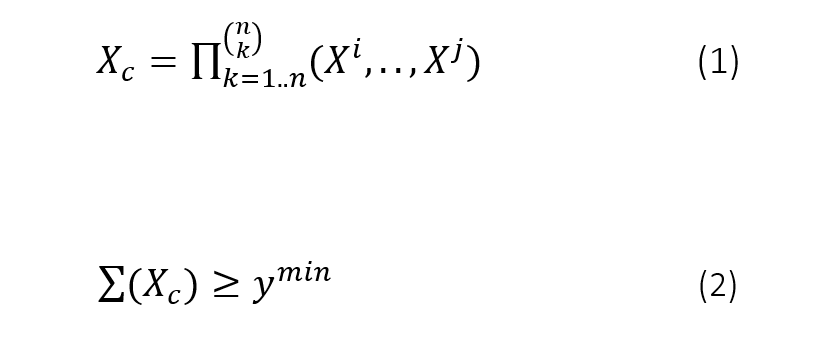 X_c = ∏_{k=1..n}^{\binom{n}{k}} (X^i, . . , X^j) (1)
∑(X_c) ≥ y^{min} (2)